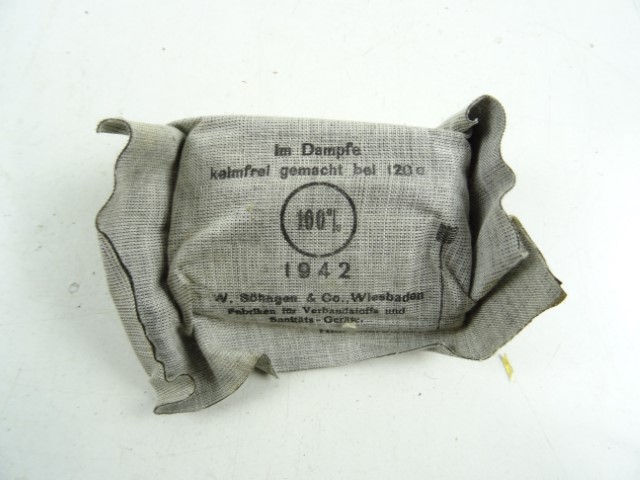 Im Dampfe
keimfrei gemacht bei 120°
100%
1942
W. Söhngen & Co., Wiesbaden
Fabriken für Verbandstoffe und
Sanitäts-Geräte.